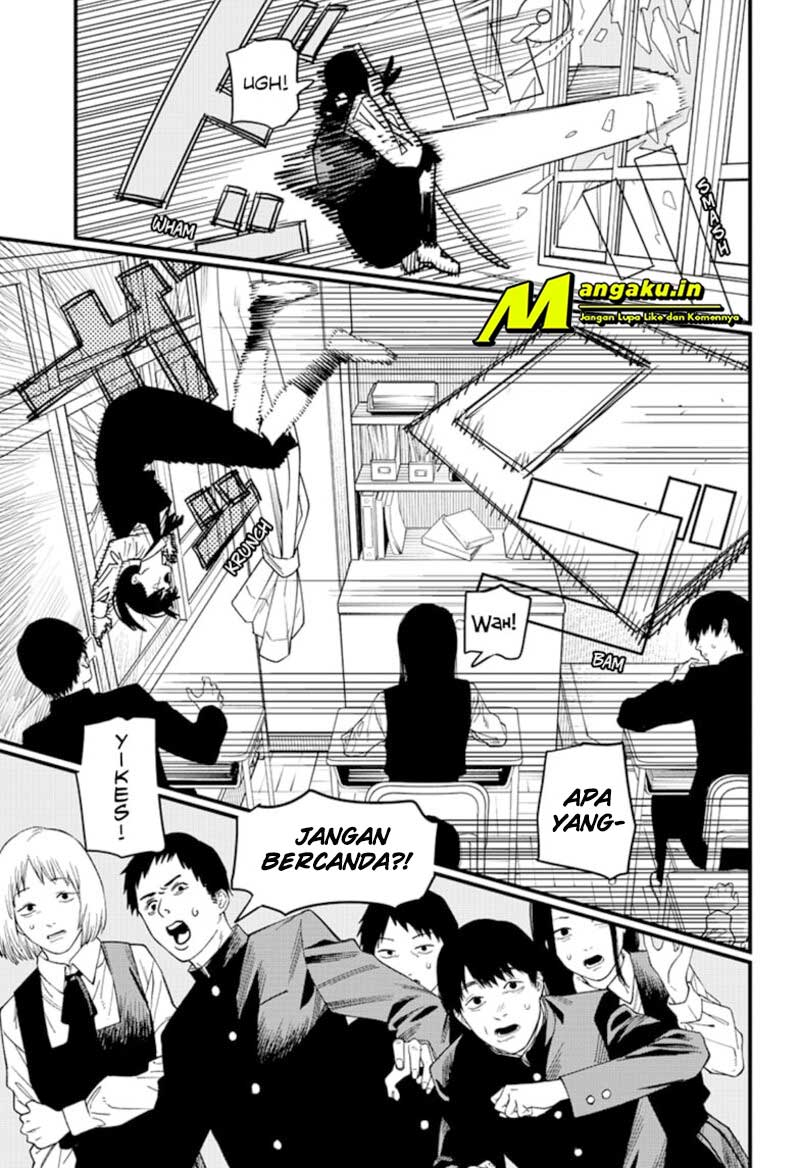 UGH!
SMASH
WHAM
Mangaku.in
Jangan Lupa Like dan Komennya
KRUNCH
Wah!
BAM
YIKES!
APA
YANG-
JANGAN
BERCANDA?!